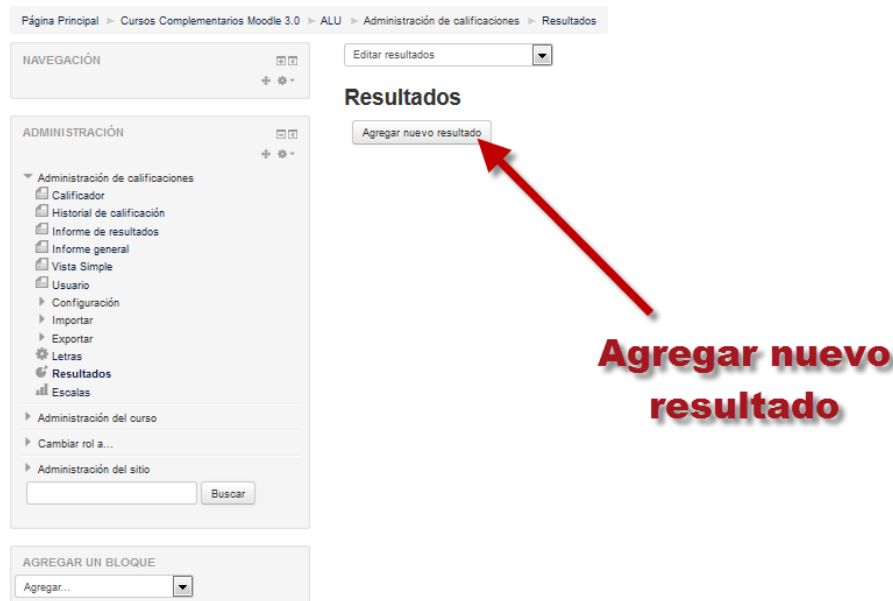 Página Principal ► Cursos Complementarios Moodle 3.0 ► ALU ► Administración de calificaciones ► Resultados
NAVEGACIÓN
Editar resultados
Resultados
Agregar nuevo resultado
ADMINISTRACIÓN
Administración de calificaciones
Calificador
Historial de calificación
Informe de resultados
Informe general
Vista Simple
Usuario
Configuración
Importar
Exportar
Letras
Resultados
Escalas
Administración del curso
Cambiar rol a...
Administración del sitio
Buscar
Agregar nuevo
resultado
AGREGAR UN BLOQUE
Agregar...